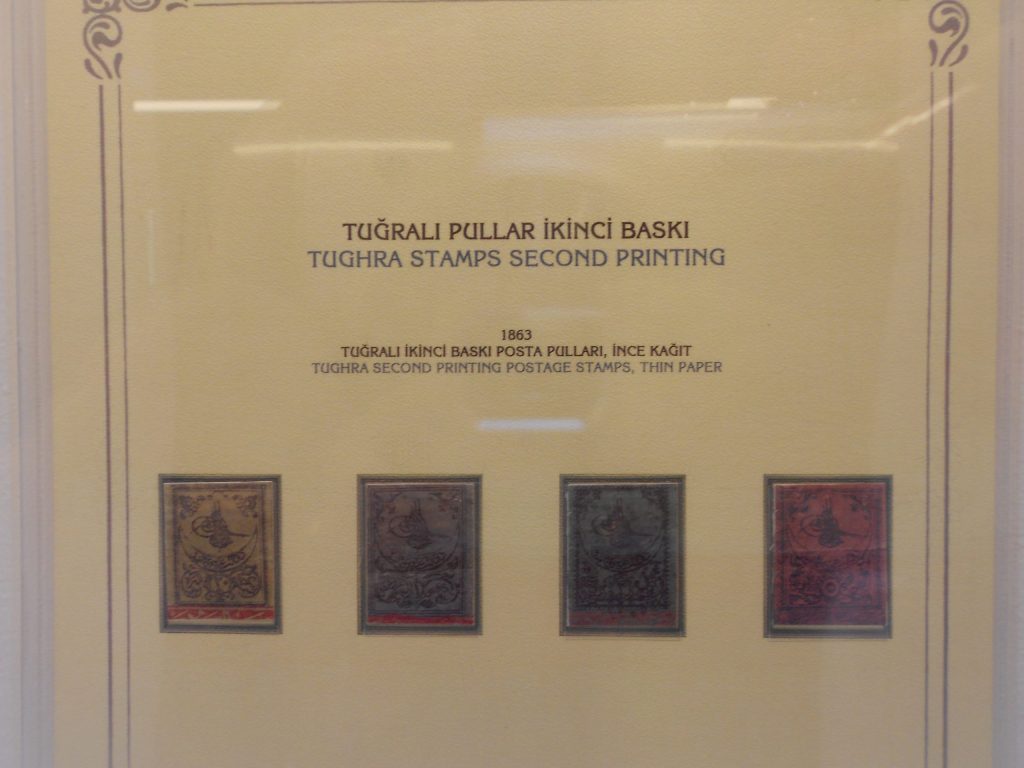 TUĞRALI PULLAR İKİNCİ BASKI
TUGHRA STAMPS SECOND PRINTING
1863
TUĞRALI İKİNCİ BASKI POSTA PULLARI, İNCE KAĞIT
TUGHRA SECOND PRINTING POSTAGE STAMPS, THIN PAPER